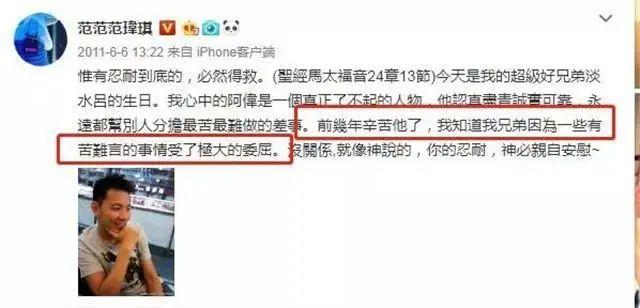 范范范瑋琪
2011-6-6 13:22 来自 iPhone客户端
惟有忍耐到底的，必然得救。(聖經馬太福音24章13節)今天是我的超級好兄弟淡
水呂的生日。我心中的阿偉是一個真正了不起的人物，他認真盡責誠實可靠，永
遠都幫別人分擔最苦最難做的差事。前幾年辛苦他了，我知道我兄弟因為一些有
苦難言的事情受了極大的委屈。沒關係,就像神說的，你的忍耐，神必親自安慰~